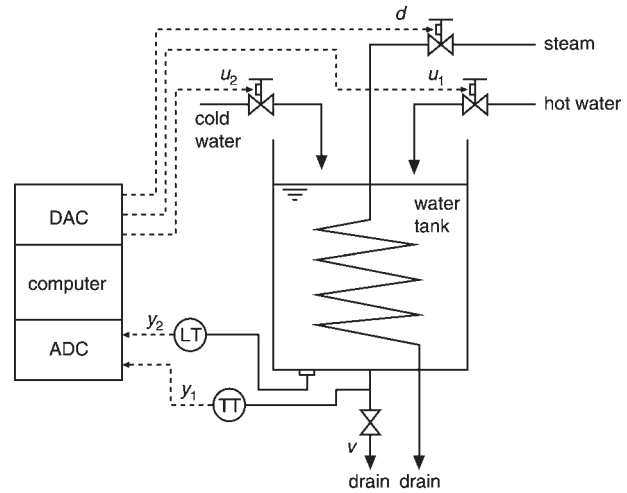 d
steam
u2
u1
cold
water
hot water
DAC
computer
ADC
water
tank
y2
LT
y1
TT
v
drain drain